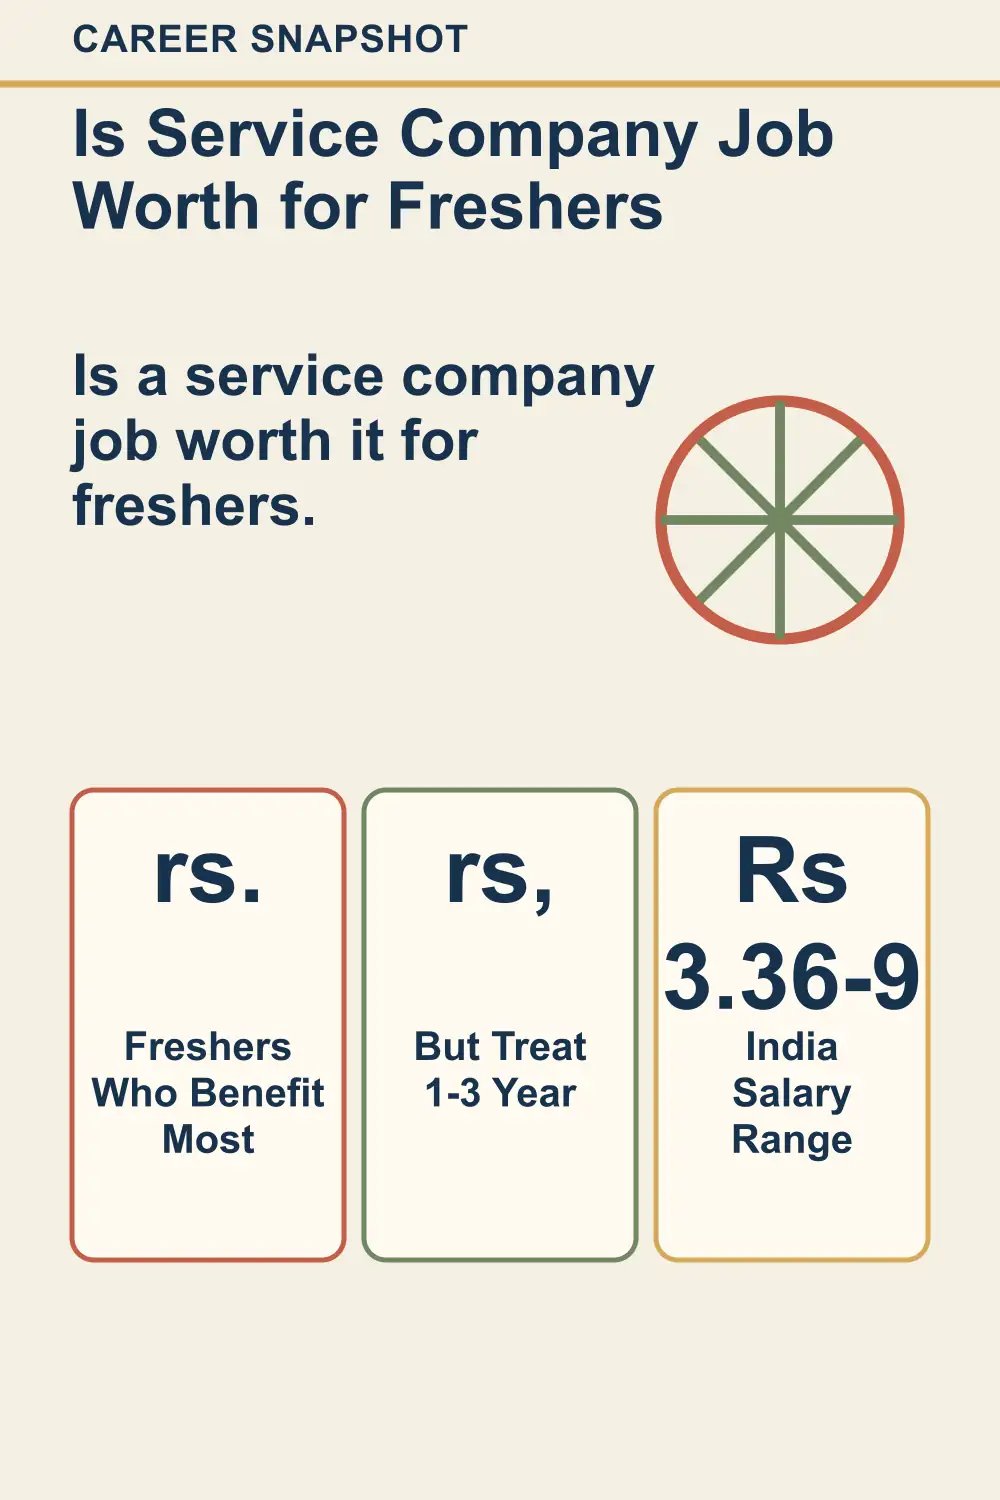 CAREER SNAPSHOT
Is Service Company Job
Worth for Freshers
Is a service company
job worth it for
freshers.
rs.
Freshers
Who Benefit
Most
rs,
But Treat
1-3 Year
Rs
3.36-9
India
Salary
Range